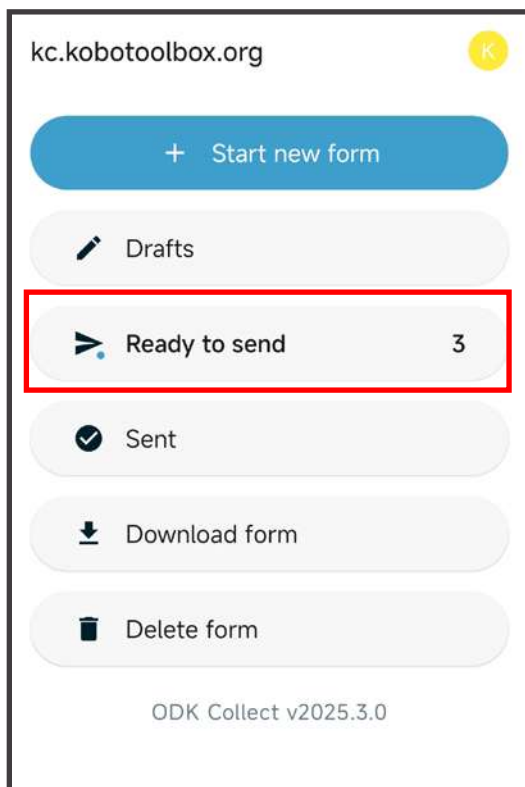 kc.kobotoolbox.org K
+ Start new form
Drafts
Ready to send 3
Sent
Download form
Delete form
ODK Collect v2025.3.0